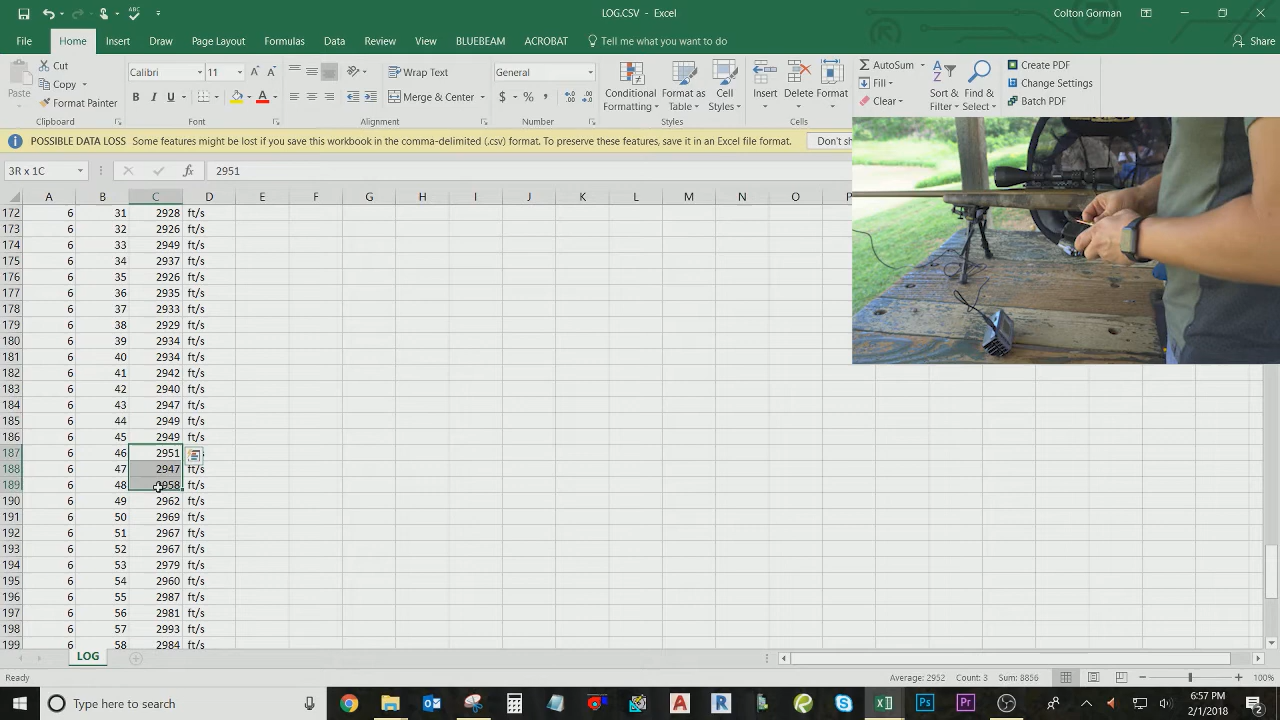 LOG.CSV - Excel
Colton Gorman
File Home Insert Draw Page Layout Formulas Data Review View BLUEBEAM ACROBAT Tell me what you want to do Share
Paste
Cut
Copy
Format Painter
Calibri 11
B I U
Wrap Text
Merge & Center
General
$ % ,
Conditional Formatting
Format as Table
Cell Styles
Insert Delete Format
AutoSum
Fill
Clear
Sort & Filter
Find & Select
Create PDF
Change Settings
Batch PDF
Clipboard Font Alignment Number Styles Cells
POSSIBLE DATA LOSS Some features might be lost if you save this workbook in the comma-delimited (.csv) format. To preserve these features, save it in an Excel file format. Don't sh
3R x 1C fx 2951
A B C D E F G H I J K L M N O P
172 6 31 2928 ft/s
173 6 32 2926 ft/s
174 6 33 2949 ft/s
175 6 34 2937 ft/s
176 6 35 2926 ft/s
177 6 36 2935 ft/s
178 6 37 2933 ft/s
179 6 38 2929 ft/s
180 6 39 2934 ft/s
181 6 40 2934 ft/s
182 6 41 2942 ft/s
183 6 42 2940 ft/s
184 6 43 2947 ft/s
185 6 44 2949 ft/s
186 6 45 2949 ft/s
187 6 46 2951
188 6 47 2947 ft/s
189 6 48 2958 ft/s
190 6 49 2962 ft/s
191 6 50 2969 ft/s
192 6 51 2967 ft/s
193 6 52 2967 ft/s
194 6 53 2979 ft/s
195 6 54 2960 ft/s
196 6 55 2987 ft/s
197 6 56 2981 ft/s
198 6 57 2993 ft/s
199 6 58 2984 ft/s
LOG
Ready Average: 2952 Count: 3 Sum: 8856 100%
Type here to search
6:57 PM
2/1/2018